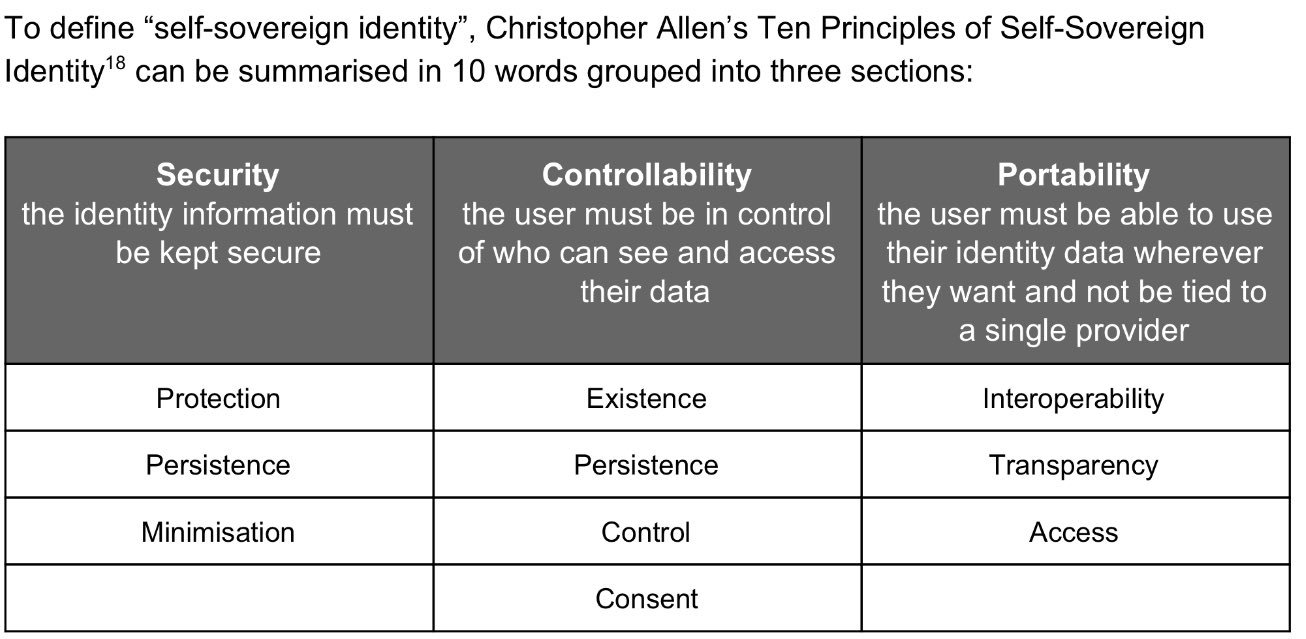 To define “self-sovereign identity”, Christopher Allen’s Ten Principles of Self-Sovereign
Identity18 can be summarised in 10 words grouped into three sections:
Security
the identity information must
be kept secure
Controllability
the user must be in control
of who can see and access
their data
Portability
the user must be able to use
their identity data wherever
they want and not be tied to
a single provider
Protection
Existence
Interoperability
Persistence
Persistence
Transparency
Minimisation
Control
Access
Consent